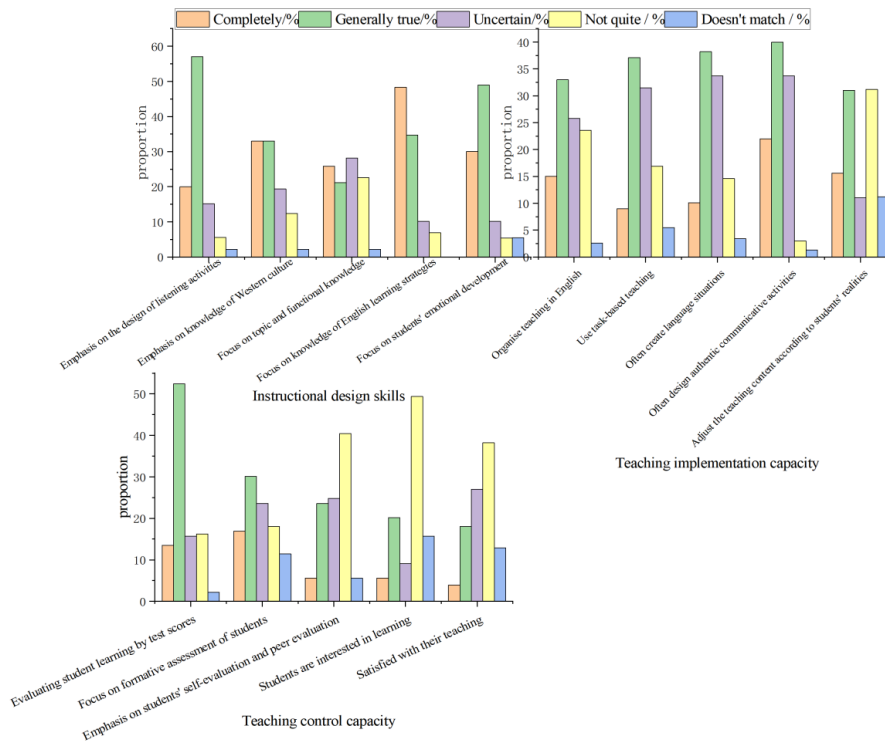 Completely/% Generally true/% Uncertain/% Not quite / % Doesn't match / %
proportion
60
50
40
30
20
10
0
Emphasis on the design of listening activities
Emphasis on knowledge of Western culture
Focus on topic and functional knowledge
Focus on knowledge of English learning strategies
Focus on students' emotional development
Instructional design skills
proportion
40
35
30
25
20
15
10
5
0
Organise teaching in English
Use task-based teaching
Often create language situations
Often design authentic communicative activities
Adjust the teaching content according to students' realities
Teaching implementation capacity
proportion
50
40
30
20
10
0
Evaluating student learning by test scores
Focus on formative assessment of students
Emphasis on students' self-evaluation and peer evaluation
Students are interested in learning
Satisfied with their teaching
Teaching control capacity